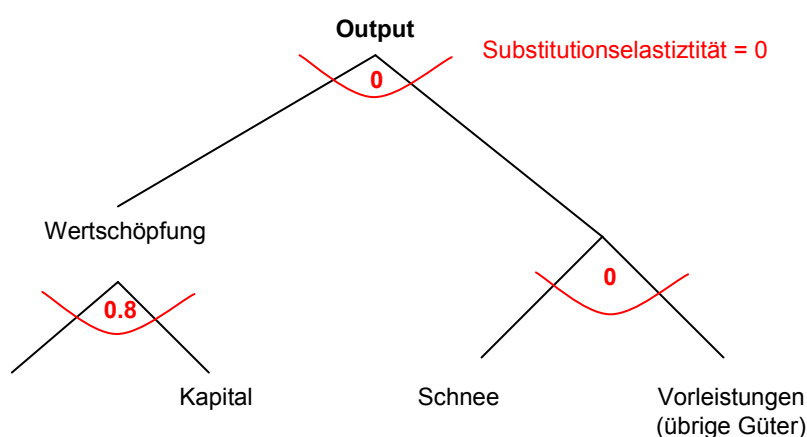 Output
Substitutionselastiztität = 0
0
Wertschöpfung
0
0.8
Kapital
Schnee
Vorleistungen
(übrige Güter)